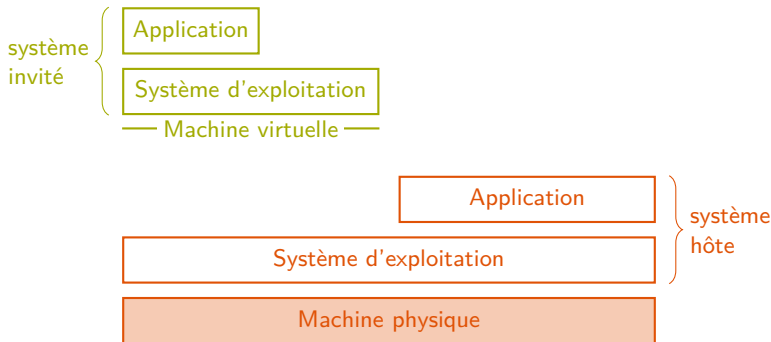 Application
système
invité
Système d'exploitation
Machine virtuelle
Application
système
hôte
Système d'exploitation
Machine physique